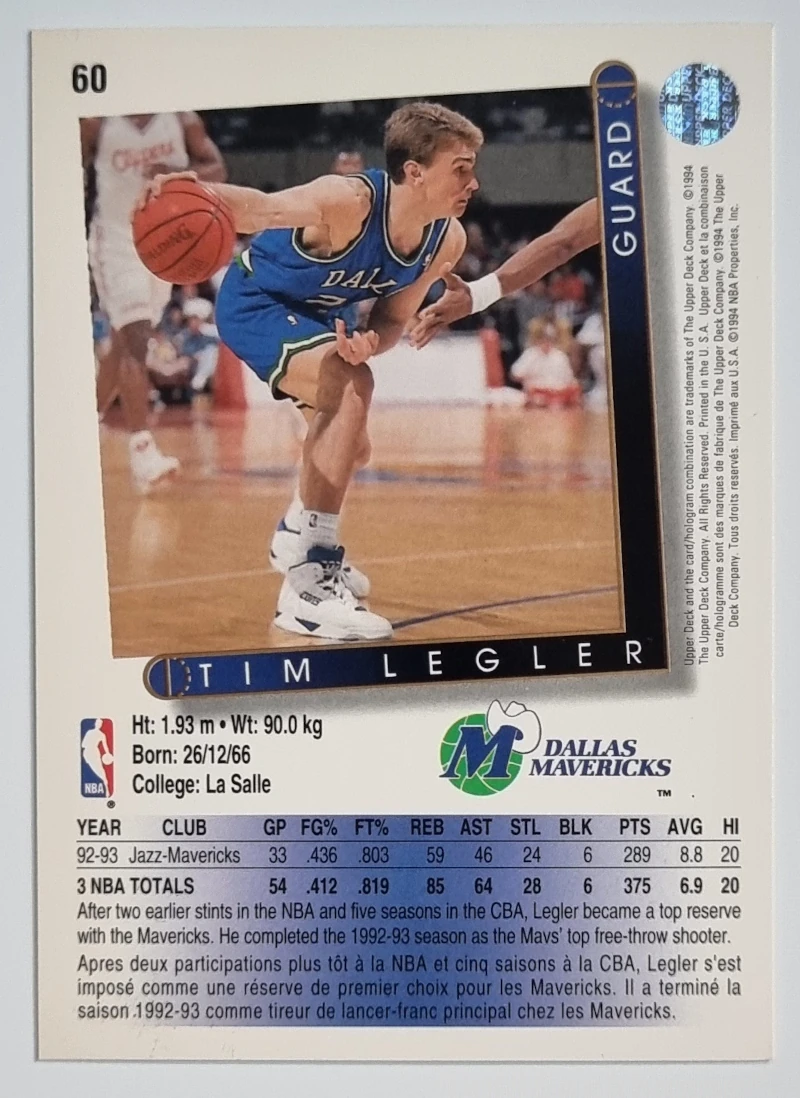 60
Clippers
SPALDING
DALL
2
GUARD
TIM LEGLER
Upper Deck and the card/hologram combination are trademarks of The Upper Deck Company. ©1994
The Upper Deck Company. All Rights Reserved. Printed in the U. S. A. Upper Deck et la combinaison
carte/hologramme sont des marques de fabrique de The Upper Deck Company. ©1994 The Upper
Deck Company. Tous droits reservés. Imprimé aux U.S.A. ©1994 NBA Properties, Inc.
NBA
®
Ht: 1.93 m • Wt: 90.0 kg
Born: 26/12/66
College: La Salle
M DALLAS
MAVERICKS
™
YEAR CLUB GP FG% FT% REB AST STL BLK PTS AVG HI
92-93 Jazz-Mavericks 33 .436 .803 59 46 24 6 289 8.8 20
3 NBA TOTALS 54 .412 .819 85 64 28 6 375 6.9 20
After two earlier stints in the NBA and five seasons in the CBA, Legler became a top reserve
with the Mavericks. He completed the 1992-93 season as the Mavs' top free-throw shooter.
Apres deux participations plus tôt à la NBA et cinq saisons à la CBA, Legler s'est
imposé comme une réserve de premier choix pour les Mavericks. Il a terminé la
saison 1992-93 comme tireur de lancer-franc principal chez les Mavericks.